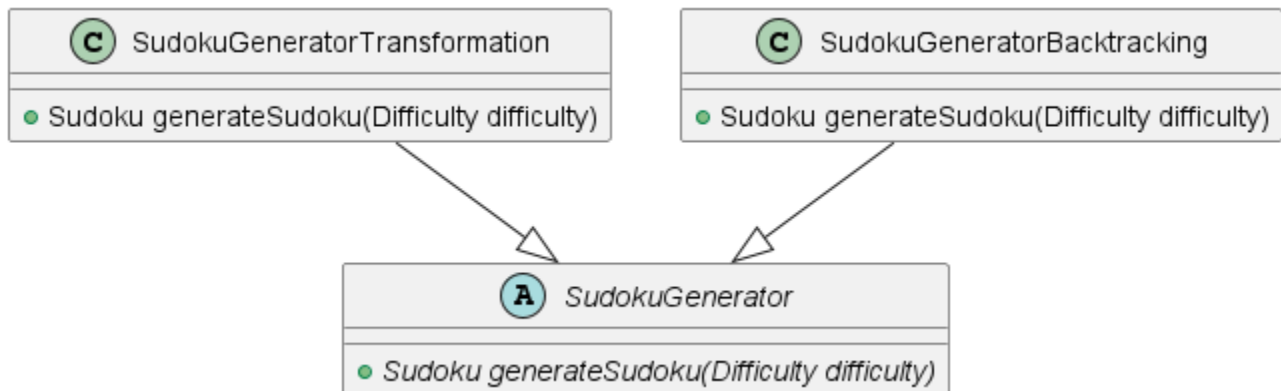 C SudokuGeneratorTransformation
Sudoku generateSudoku(Difficulty difficulty)
C SudokuGeneratorBacktracking
Sudoku generateSudoku(Difficulty difficulty)
A SudokuGenerator
Sudoku generateSudoku(Difficulty difficulty)